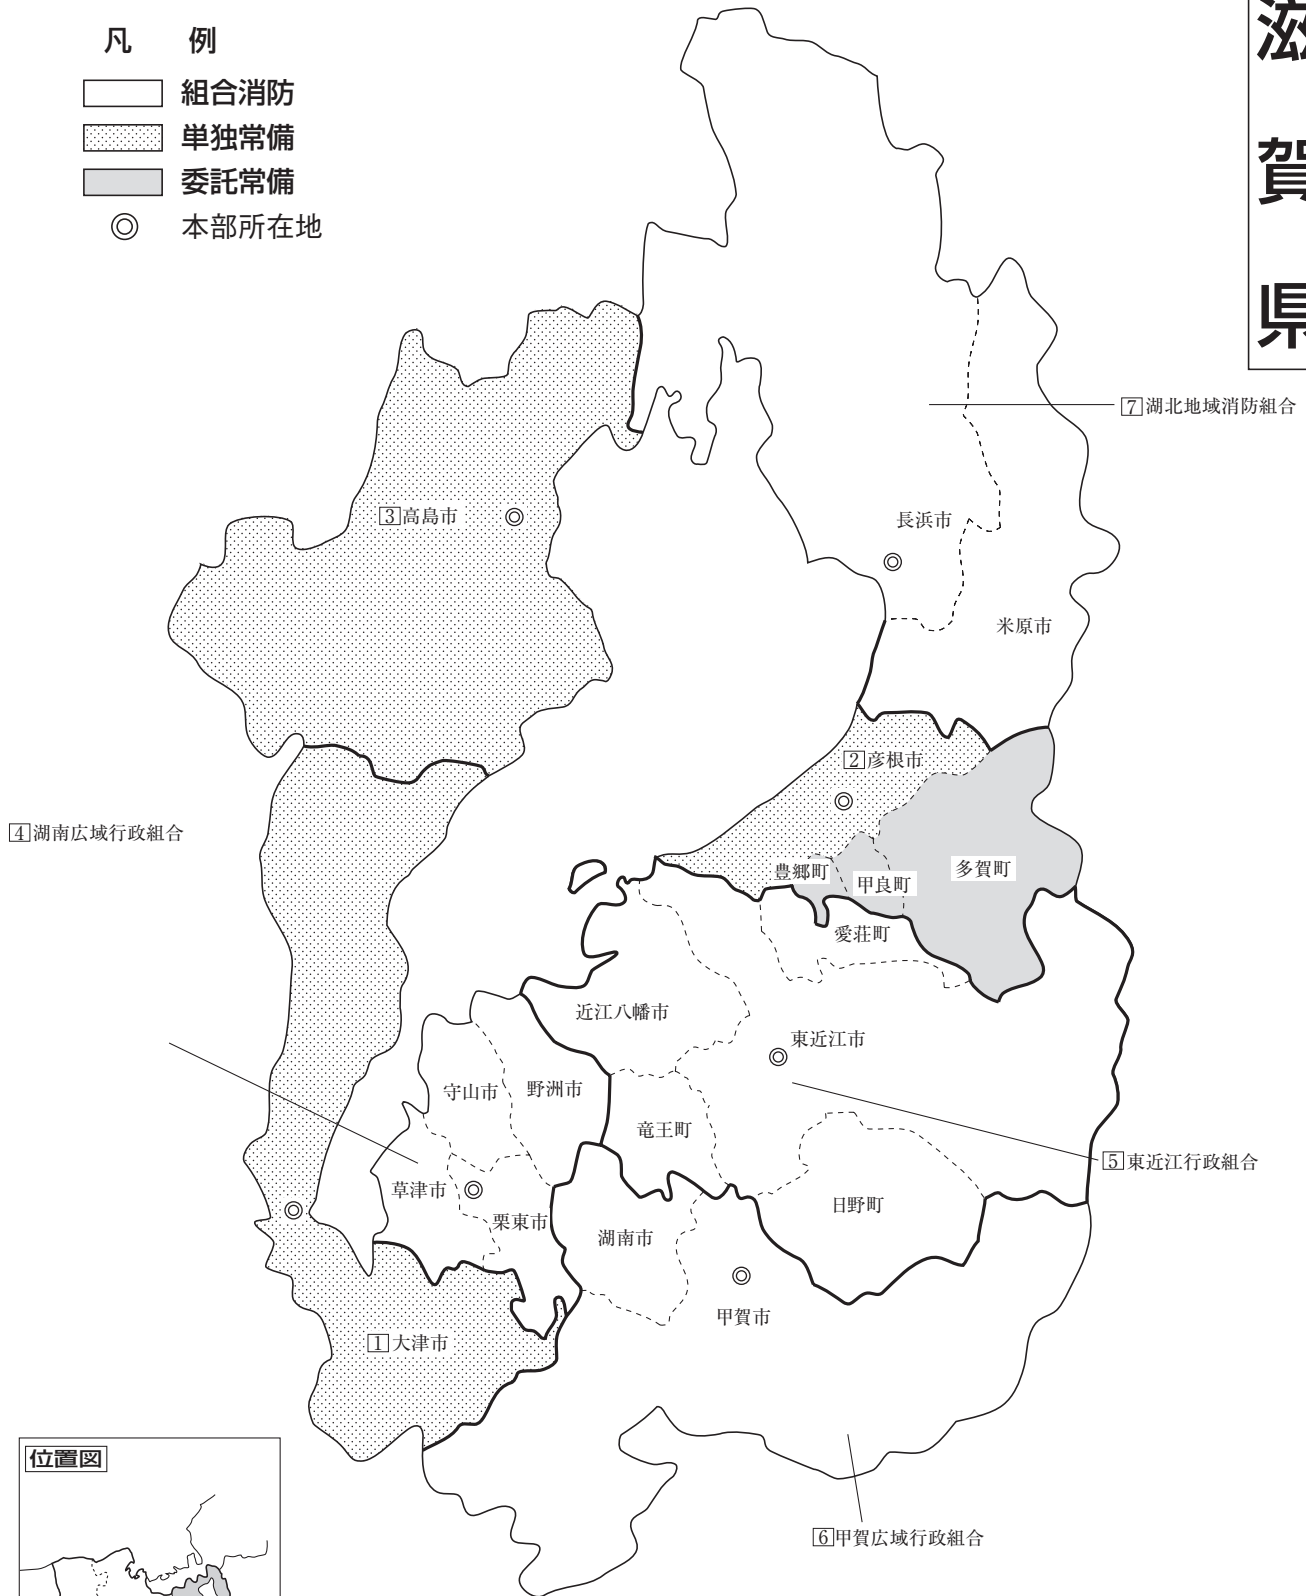 凡 例
組合消防
単独常備
委託常備
本部所在地
滋賀県
7 湖北地域消防組合
3 高島市
長浜市
米原市
2 彦根市
4 湖南広域行政組合
豊郷町
甲良町
多賀町
愛荘町
近江八幡市
東近江市
守山市
野洲市
竜王町
5 東近江行政組合
草津市
栗東市
日野町
湖南市
甲賀市
1 大津市
位置図
6 甲賀広域行政組合